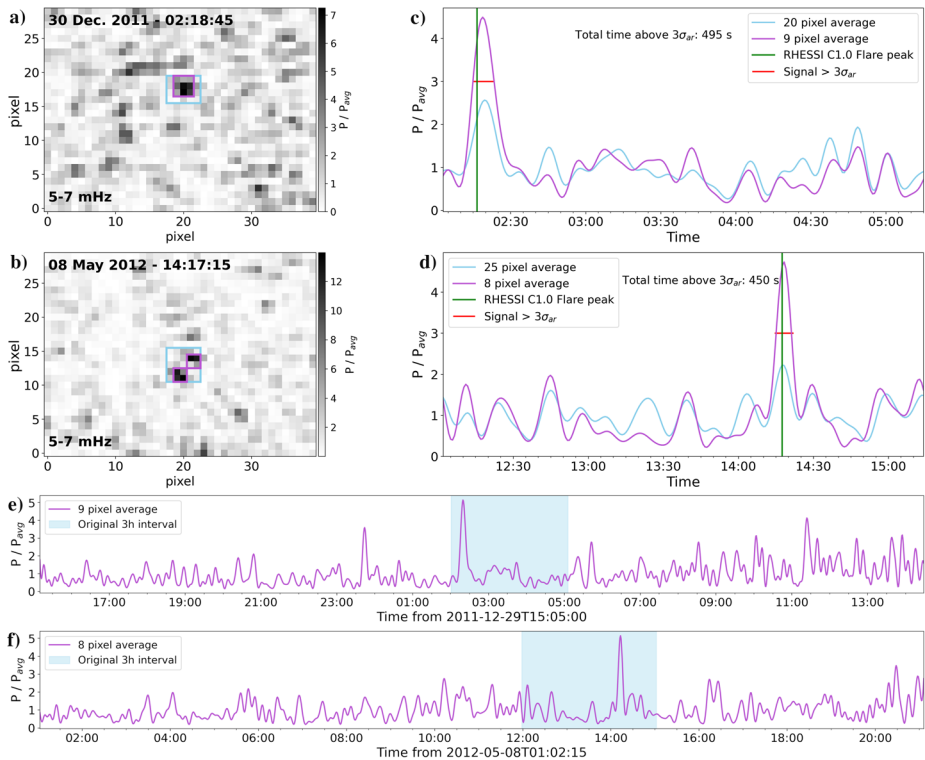 a)
30 Dec. 2011 - 02:18:45
5-7 mHz
pixel
25
20
15
10
5
0
0 10 20 30
pixel
7
6
5
4
3
2
1
0
P / Pavg
c)
20 pixel average
9 pixel average
RHESSI C1.0 Flare peak
Signal > 3σar
Total time above 3σar: 495 s
P / Pavg
4
3
2
1
0
02:30 03:00 03:30 04:00 04:30 05:00
Time
b)
08 May 2012 - 14:17:15
5-7 mHz
pixel
25
20
15
10
5
0
0 10 20 30
pixel
12
10
8
6
4
2
P / Pavg
d)
25 pixel average
8 pixel average
RHESSI C1.0 Flare peak
Signal > 3σar
Total time above 3σar: 450 s
P / Pavg
4
3
2
1
0
12:30 13:00 13:30 14:00 14:30 15:00
Time
e)
9 pixel average
Original 3h interval
P / Pavg
5
4
3
2
1
0
17:00 19:00 21:00 23:00 01:00 03:00 05:00 07:00 09:00 11:00 13:00
Time from 2011-12-29T15:05:00
f)
8 pixel average
Original 3h interval
P / Pavg
5
4
3
2
1
0
02:00 04:00 06:00 08:00 10:00 12:00 14:00 16:00 18:00 20:00
Time from 2012-05-08T01:02:15